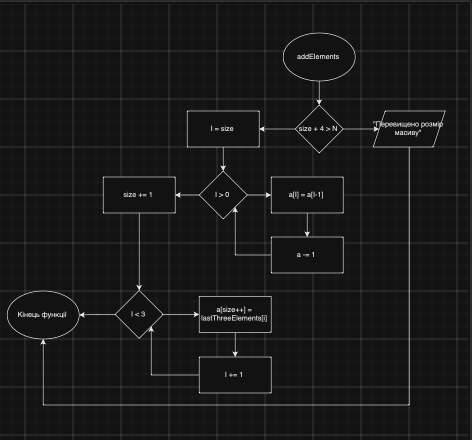 addElements
I = size
size + 4 > N
"Перевищено розмір
масиву"
size += 1
I > 0
a[I] = a[I-1]
a -= 1
Кінець функції
I < 3
a[size++] =
lastThreeElements[i]
I += 1